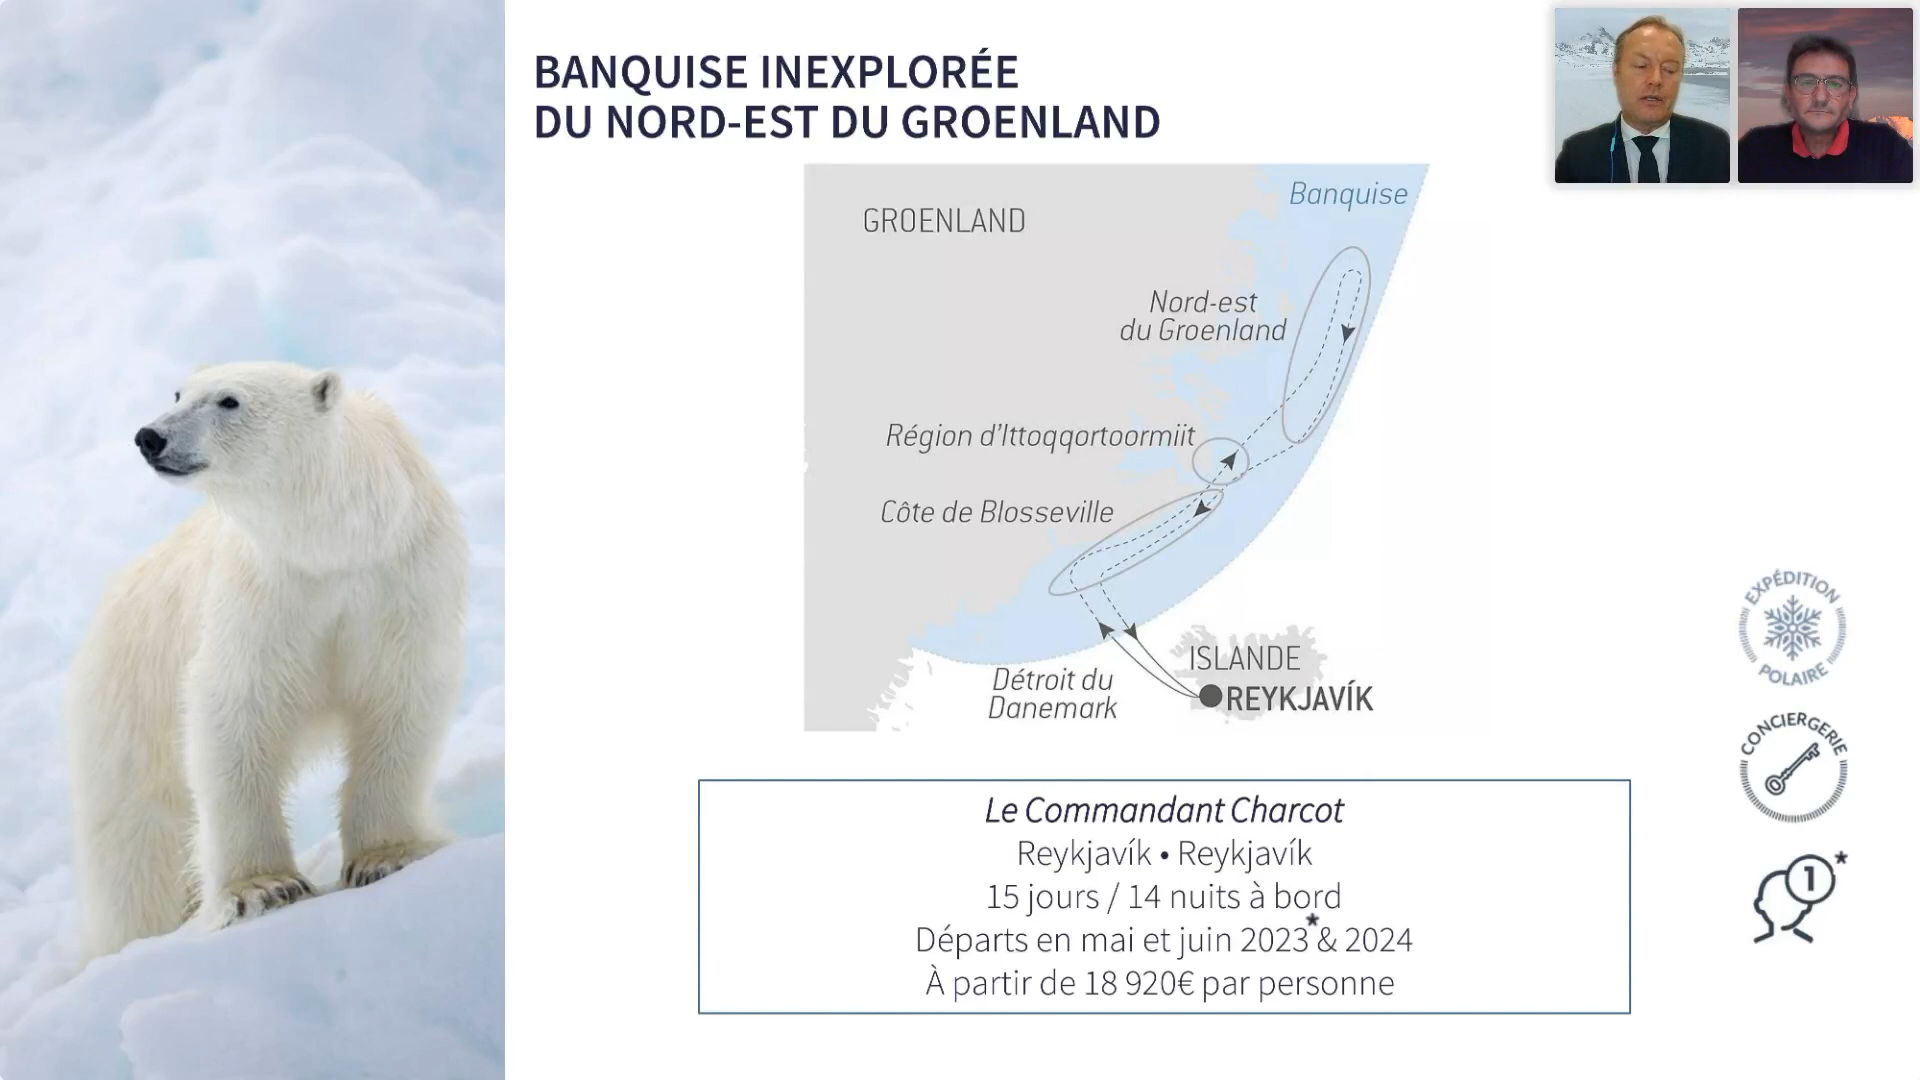 BANQUISE INEXPLORÉE
DU NORD-EST DU GROENLAND
Banquise
GROENLAND
Nord-est
du Groenland
Région d'Ittoqqortoormiit
Côte de Blosseville
ISLANDE
Détroit du
Danemark
REYKJAVÍK
EXPÉDITION
POLAIRE
CONCIERGERIE
1*
Le Commandant Charcot
Reykjavík • Reykjavík
15 jours / 14 nuits à bord
Départs en mai et juin 2023* & 2024
À partir de 18 920€ par personne